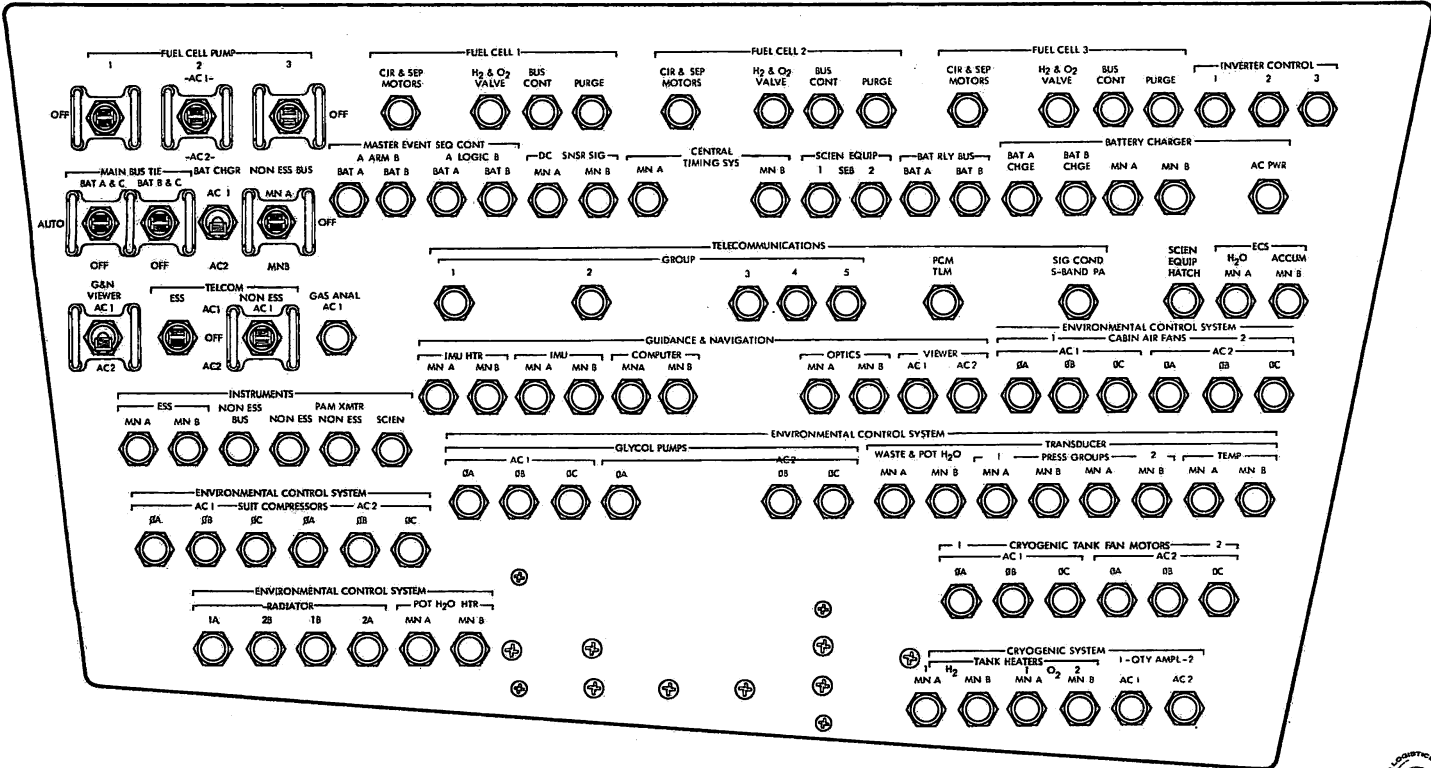 FUEL CELL PUMP
1 2 3
-AC 1-
OFF OFF
-AC 2-
FUEL CELL 1
CIR & SEP MOTORS
H2 & O2 VALVE
BUS CONT
PURGE
FUEL CELL 2
CIR & SEP MOTORS
H2 & O2 VALVE
BUS CONT
PURGE
FUEL CELL 3
CIR & SEP MOTORS
H2 & O2 VALVE
BUS CONT
PURGE
INVERTER CONTROL
1 2 3
MAIN BUS TIE
BAT A & C BAT B & C
AUTO
OFF OFF
BAT CHGR
AC 1
AC2
NON ESS BUS
MN A
OFF
MNB
MASTER EVENT SEQ CONT
A ARM B A LOGIC B
BAT A BAT B BAT A BAT B
DC SNSR SIG
MN A MN B
CENTRAL TIMING SYS
MN A MN B
SCIEN EQUIP
1 SEB 2
BAT RLY BUS
BAT A BAT B
BATTERY CHARGER
BAT A CHGE
BAT B CHGE
MN A MN B
AC PWR
TELECOMMUNICATIONS
GROUP
1 2 3 4 5
PCM TLM
SIG COND S-BAND PA
SCIEN EQUIP HATCH
ECS
H2O ACCUM
MN A MN B
G&N VIEWER
AC 1
AC2
TELCOM
ESS NON ESS
AC1 AC 1
OFF
AC2
GAS ANAL
AC 1
GUIDANCE & NAVIGATION
IMU HTR
MN A MN B
IMU
MN A MN B
COMPUTER
MNA MN B
OPTICS
MN A MN B
VIEWER
AC 1 AC 2
ENVIRONMENTAL CONTROL SYSTEM
1 CABIN AIR FANS 2
AC 1 AC 2
ØA ØB ØC ØA ØB ØC
INSTRUMENTS
ESS
MN A MN B
NON ESS BUS
NON ESS
PAM XMTR NON ESS
SCIEN
ENVIRONMENTAL CONTROL SYSTEM
GLYCOL PUMPS
AC 1 AC2
ØA ØB ØC ØA ØB ØC
TRANSDUCER
WASTE & POT H2O
MN A MN B
1 PRESS GROUPS 2
MN A MN B MN A MN B
TEMP
MN A MN B
ENVIRONMENTAL CONTROL SYSTEM
AC 1 SUIT COMPRESSORS AC 2
ØA ØB ØC ØA ØB ØC
1 CRYOGENIC TANK FAN MOTORS 2
AC 1 AC 2
ØA ØB ØC ØA ØB ØC
ENVIRONMENTAL CONTROL SYSTEM
RADIATOR
1A 2B 1B 2A
POT H2O HTR
MN A MN B
CRYOGENIC SYSTEM
TANK HEATERS
1 H2 1 O2 2
MN A MN B MN A MN B
1-QTY AMPL-2
AC 1 AC 2
LOGISTICS